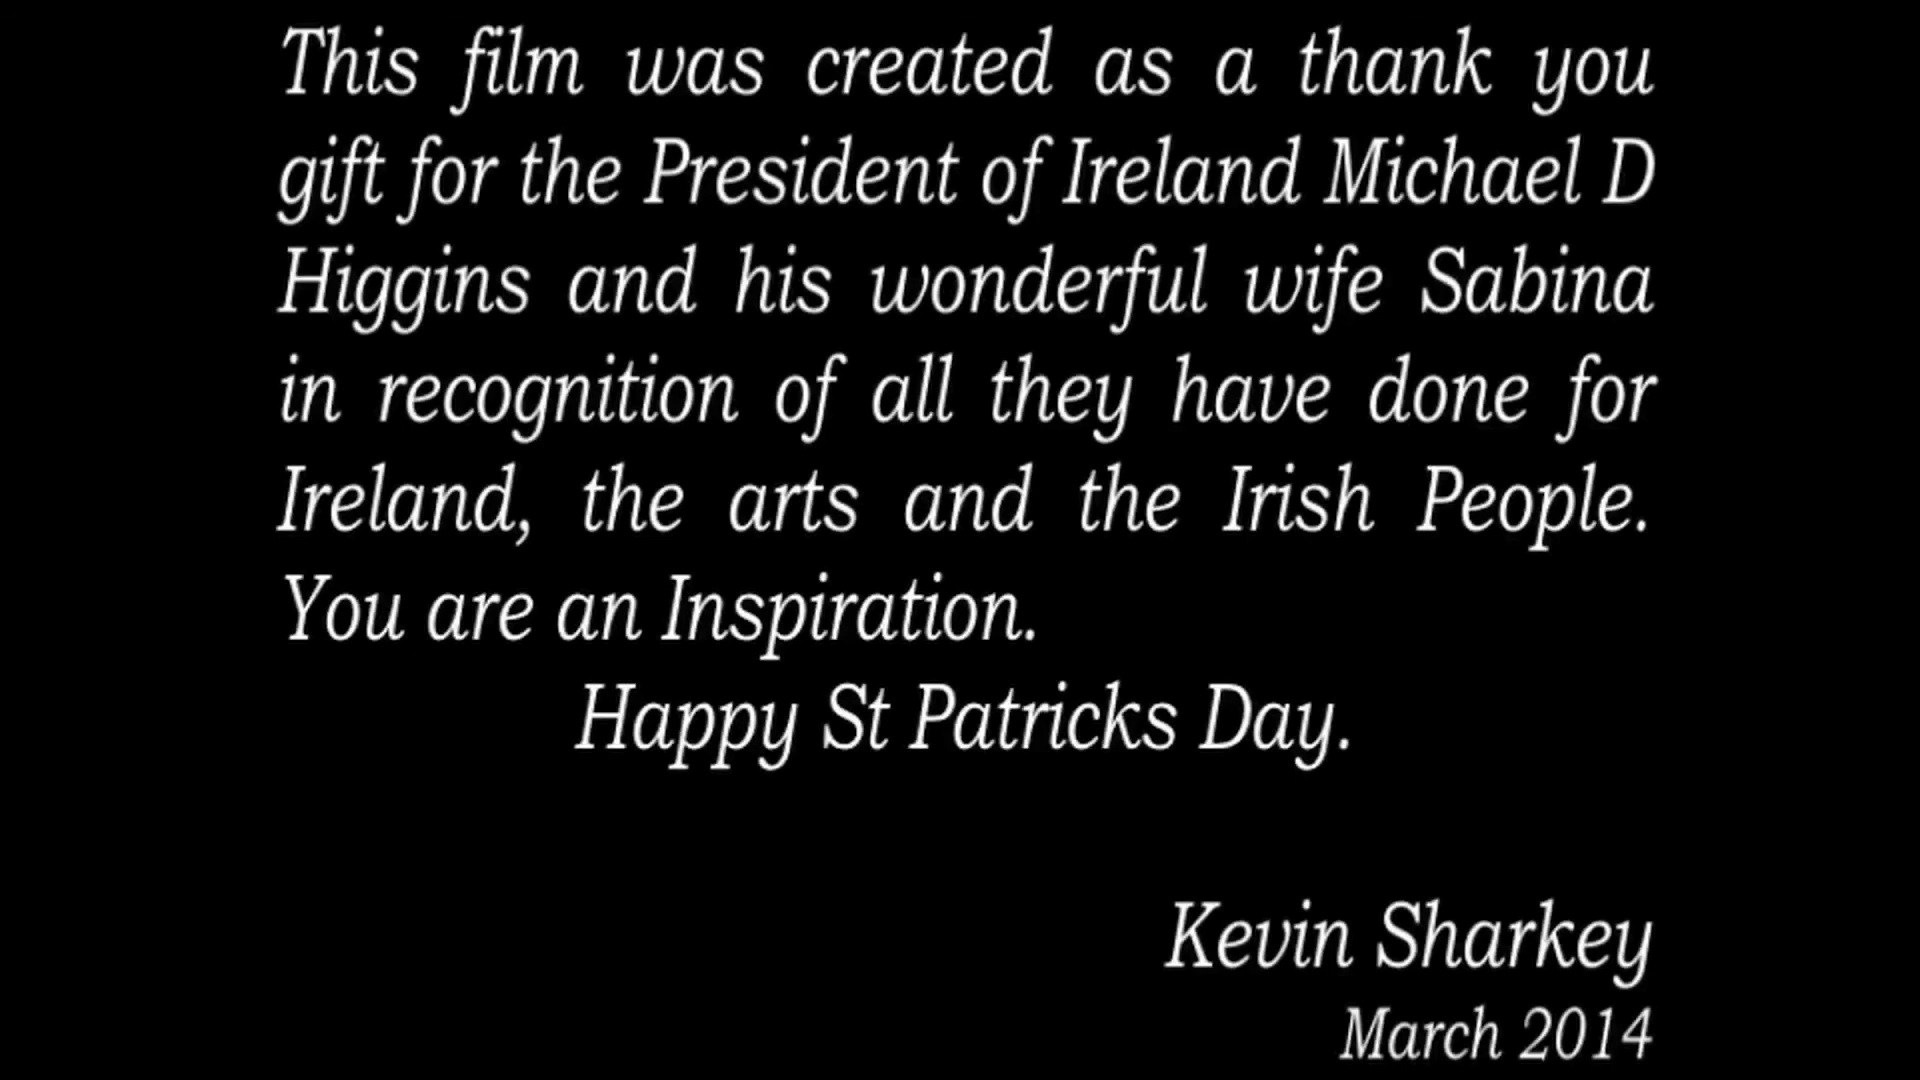 This film was created as a thank you
gift for the President of Ireland Michael D
Higgins and his wonderful wife Sabina
in recognition of all they have done for
Ireland, the arts and the Irish People.
You are an Inspiration.
Happy St Patricks Day.
Kevin Sharkey
March 2014